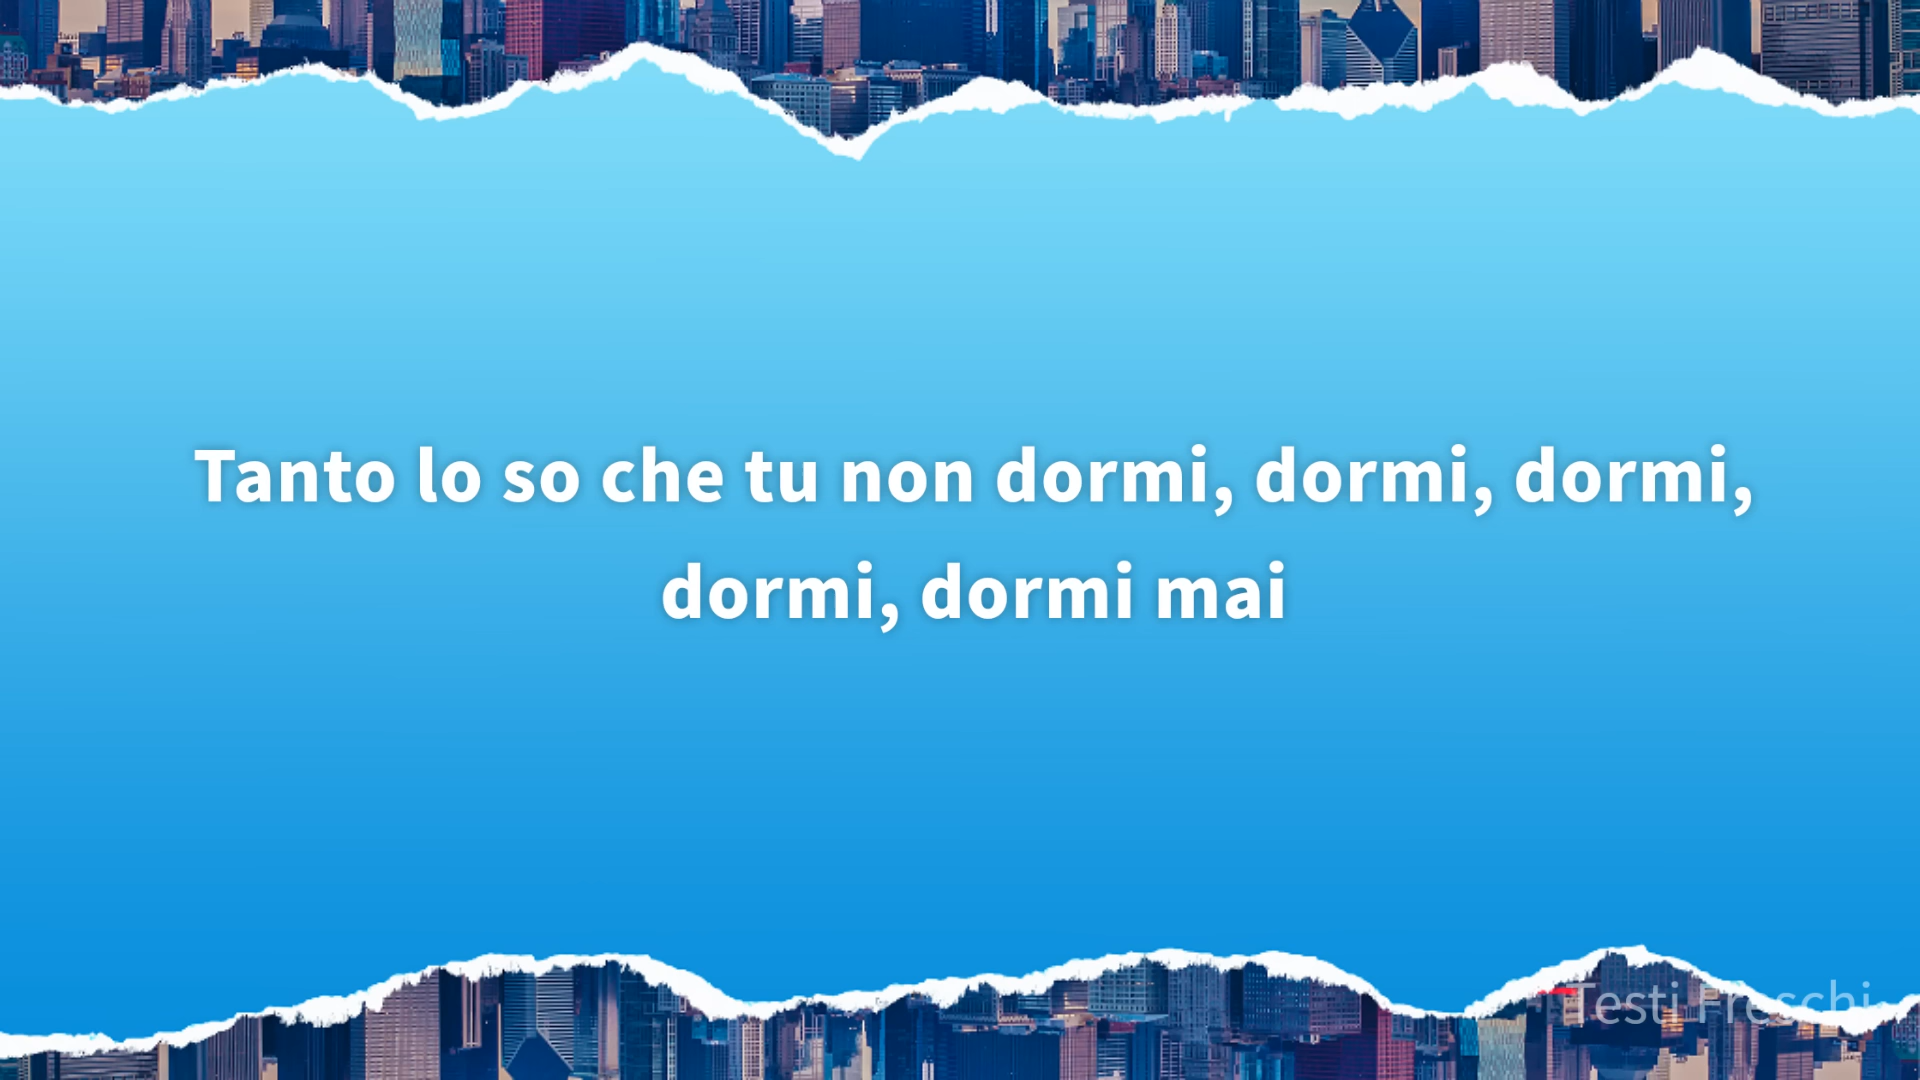 Tanto lo so che tu non dormi, dormi, dormi,
dormi, dormi mai
Testi Freschi